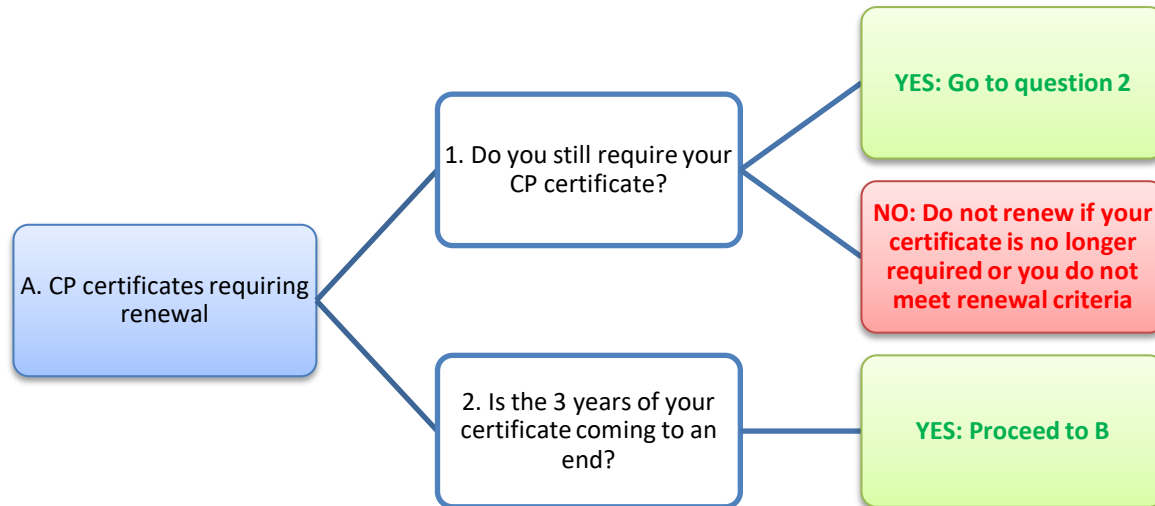 A. CP certificates requiring
renewal
1. Do you still require your
CP certificate?
YES: Go to question 2
NO: Do not renew if your
certificate is no longer
required or you do not
meet renewal criteria
2. Is the 3 years of your
certificate coming to an
end?
YES: Proceed to B